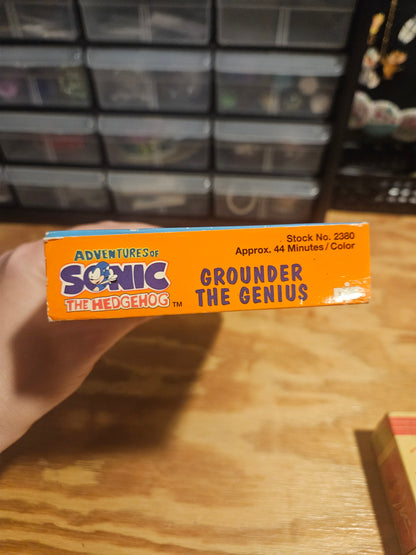 ADVENTURES OF
SONIC
THE HEDGEHOG TM
GROUNDER
THE GENIUS
Stock No. 2380
Approx. 44 Minutes/Color